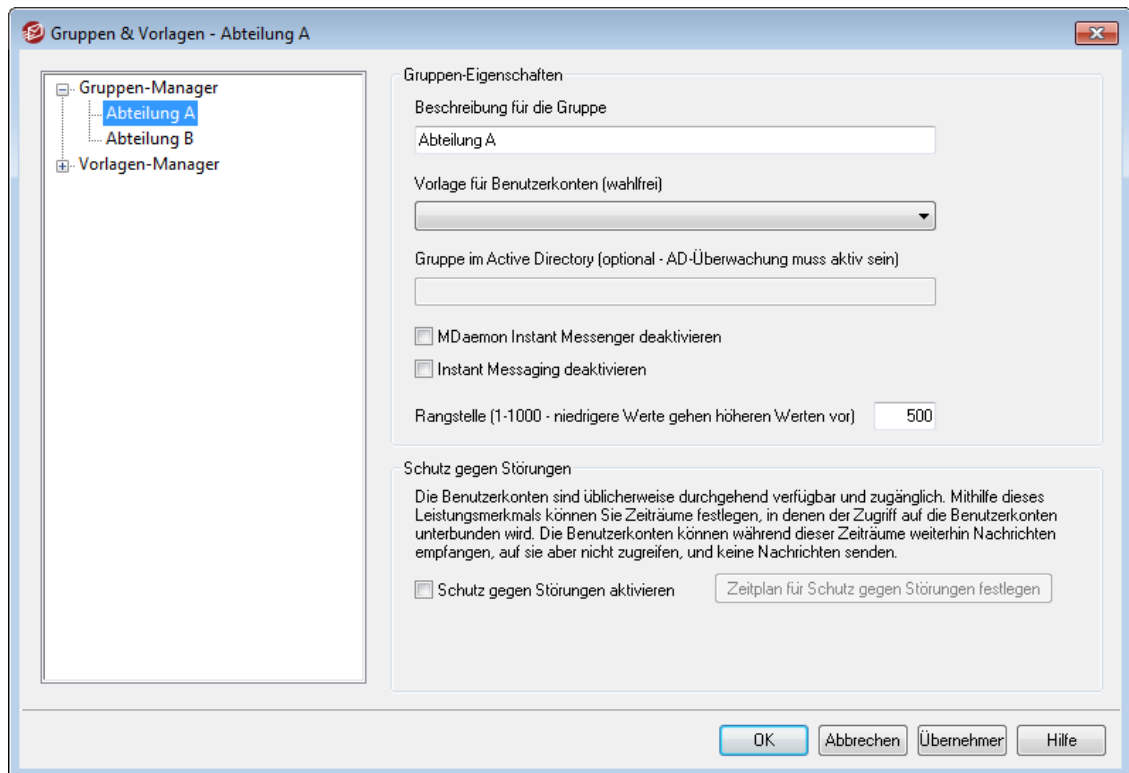 Gruppen & Vorlagen - Abteilung A
Gruppen-Manager
Abteilung A
Abteilung B
Vorlagen-Manager
Gruppen-Eigenschaften
Beschreibung für die Gruppe
Abteilung A
Vorlage für Benutzerkonten (wahlfrei)
Gruppe im Active Directory (optional - AD-Überwachung muss aktiv sein)
MDaemon Instant Messenger deaktivieren
Instant Messaging deaktivieren
Rangstelle (1-1000 - niedrigere Werte gehen höheren Werten vor) 500
Schutz gegen Störungen
Die Benutzerkonten sind üblicherweise durchgehend verfügbar und zugänglich. Mithilfe dieses
Leistungsmerkmals können Sie Zeiträume festlegen, in denen der Zugriff auf die Benutzerkonten
unterbunden wird. Die Benutzerkonten können während dieser Zeiträume weiterhin Nachrichten
empfangen, auf sie aber nicht zugreifen, und keine Nachrichten senden.
Schutz gegen Störungen aktivieren Zeitplan für Schutz gegen Störungen festlegen
OK Abbrechen Übernehmer Hilfe